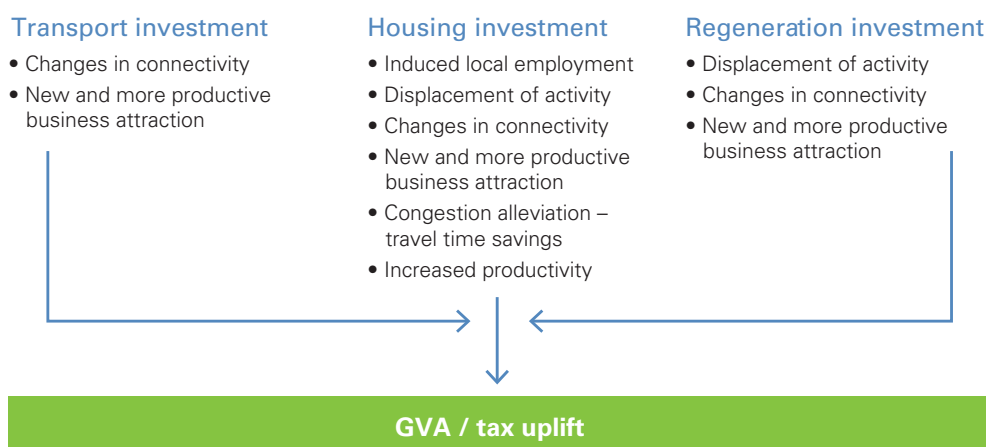 Transport investment
• Changes in connectivity
• New and more productive
business attraction
Housing investment
• Induced local employment
• Displacement of activity
• Changes in connectivity
• New and more productive
business attraction
• Congestion alleviation –
travel time savings
• Increased productivity
Regeneration investment
• Displacement of activity
• Changes in connectivity
• New and more productive
business attraction
GVA / tax uplift